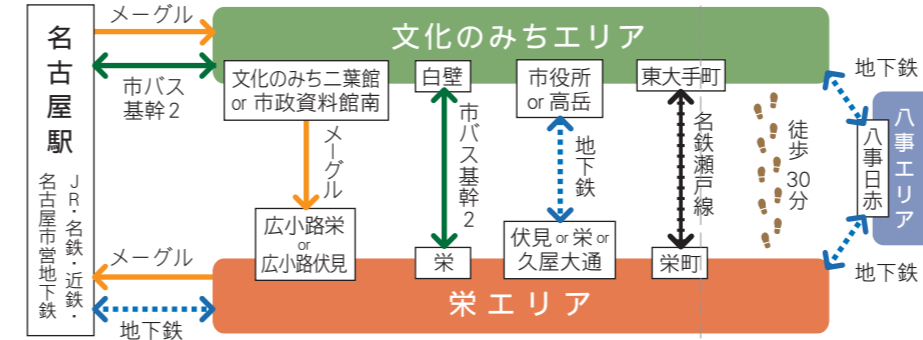 名古屋駅
JR・名鉄・近鉄・
名古屋市営地下鉄
メーグル
市バス
基幹2
メーグル
地下鉄
文化のみちエリア
文化のみち二葉館
or 市政資料館南
メーグル
広小路栄
or
広小路伏見
白壁
市バス基幹2
栄
市役所
or 高岳
地下鉄
伏見 or 栄 or
久屋大通
東大手町
名鉄瀬戸線
栄町
徒歩30分
栄エリア
地下鉄
八事日赤
八事エリア
地下鉄